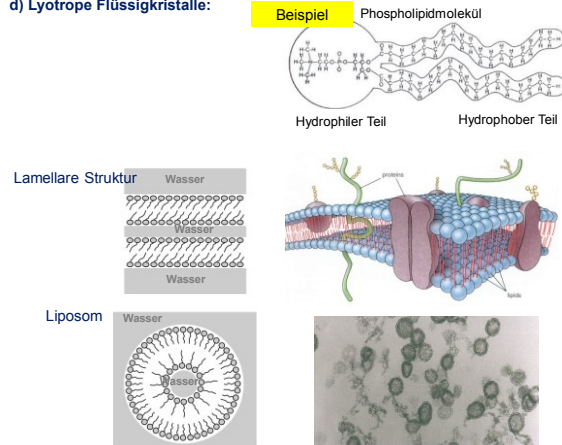 d) Lyotrope Flüssigkristalle:
Beispiel
Phospholipidmolekül
Hydrophiler Teil
Hydrophober Teil
Lamellare Struktur
Wasser
Wasser
Wasser
proteins
lipids
Liposom
Wasser
Wasser